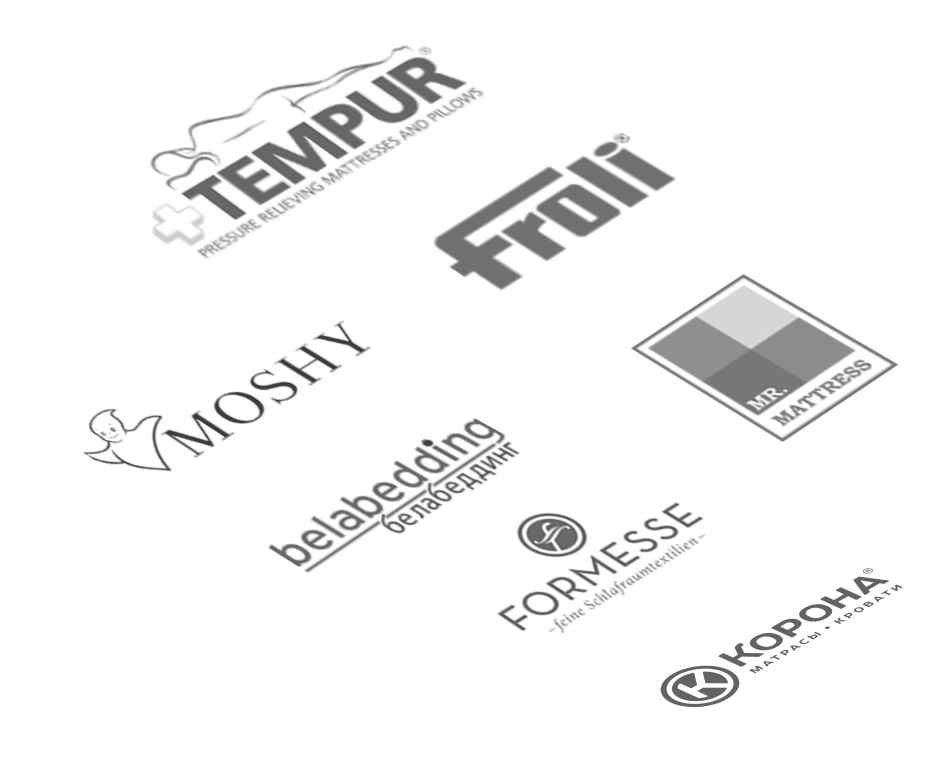 TEMPUR®
PRESSURE RELIEVING MATTRESSES AND PILLOWS
Froli®
MOSHY
MR.
MATTRESS
belabedding
белабеддинг
FORMESSE
–feine Schlafraumtextilien–
К
КОРОНА®
МАТРАСЫ • КРОВАТИ